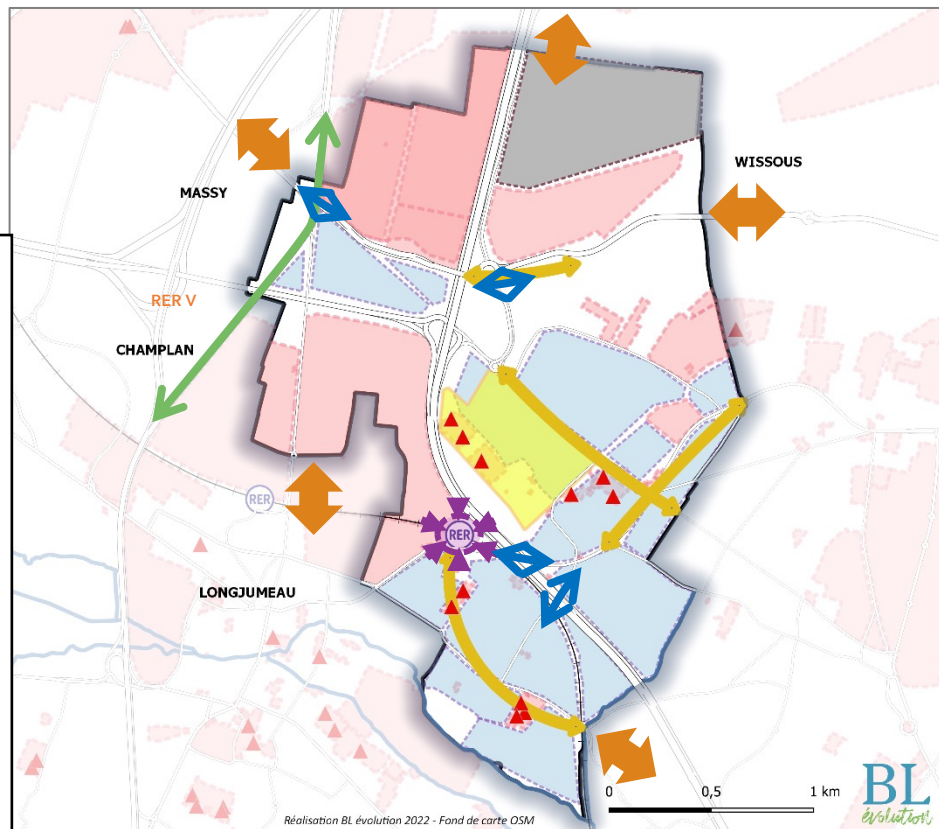 WISSOUS
MASSY
RER V
CHAMPLAN
RER
RER
LONGJUMEAU
0 0,5 1 km
Réalisation BL évolution 2022 - Fond de carte OSM
BL
évolution